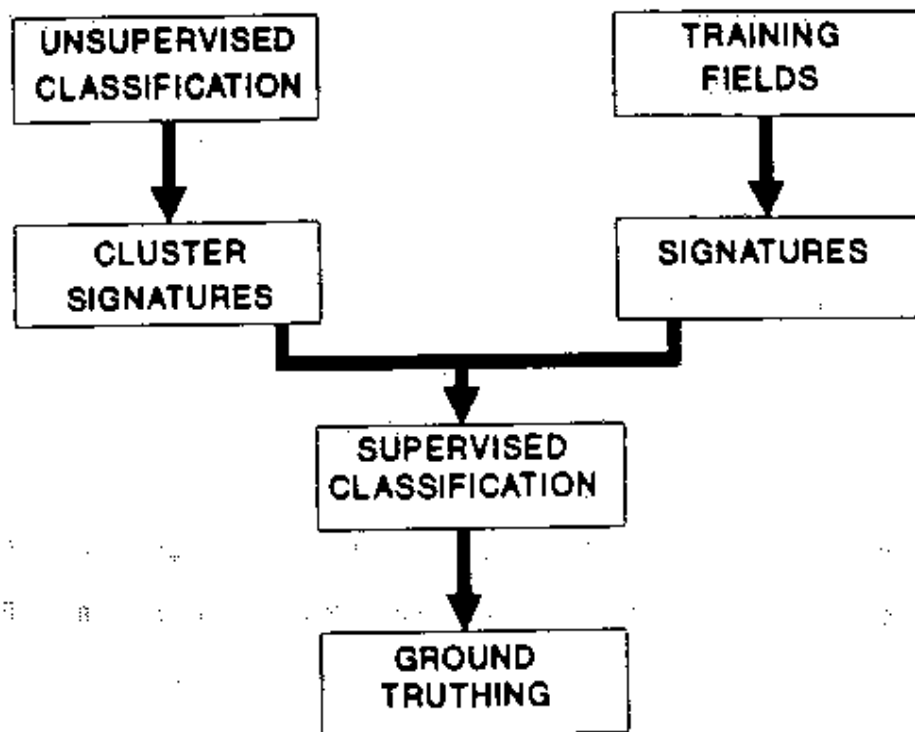 UNSUPERVISED
CLASSIFICATION
TRAINING
FIELDS
CLUSTER
SIGNATURES
SIGNATURES
SUPERVISED
CLASSIFICATION
GROUND
TRUTHING